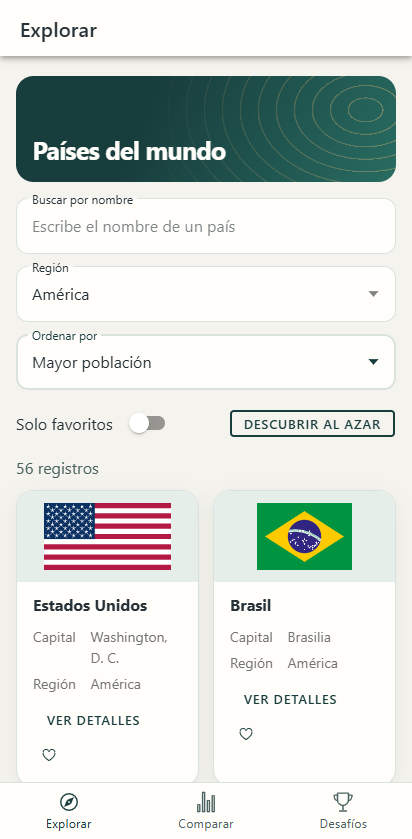 Explorar
Países del mundo
Buscar por nombre
Escribe el nombre de un país
Región
América
Ordenar por
Mayor población
Solo favoritos
DESCUBRIR AL AZAR
56 registros
Estados Unidos
Capital Washington, D. C.
Región América
VER DETALLES
Brasil
Capital Brasilia
Región América
VER DETALLES
Explorar
Comparar
Desafíos